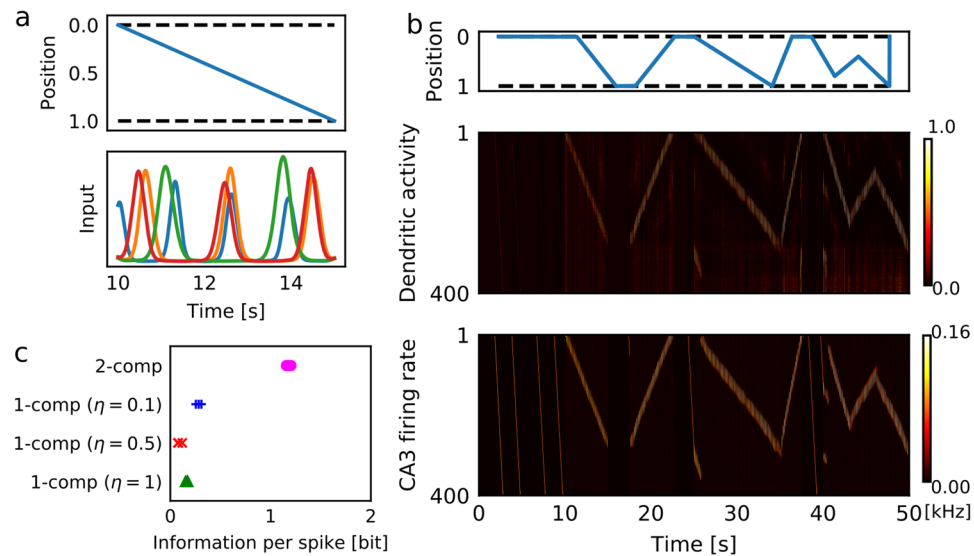 a
0.0
0.5
1.0
Position
Input
10
12
14
Time [s]
b
0
1
Position
1
400
Dendritic activity
1.0
0.0
1
400
CA3 firing rate
0.16
0.00
[kHz]
0
10
20
30
40
50
Time [s]
c
2-comp
1-comp (η = 0.1)
1-comp (η = 0.5)
1-comp (η = 1)
0
1
2
Information per spike [bit]